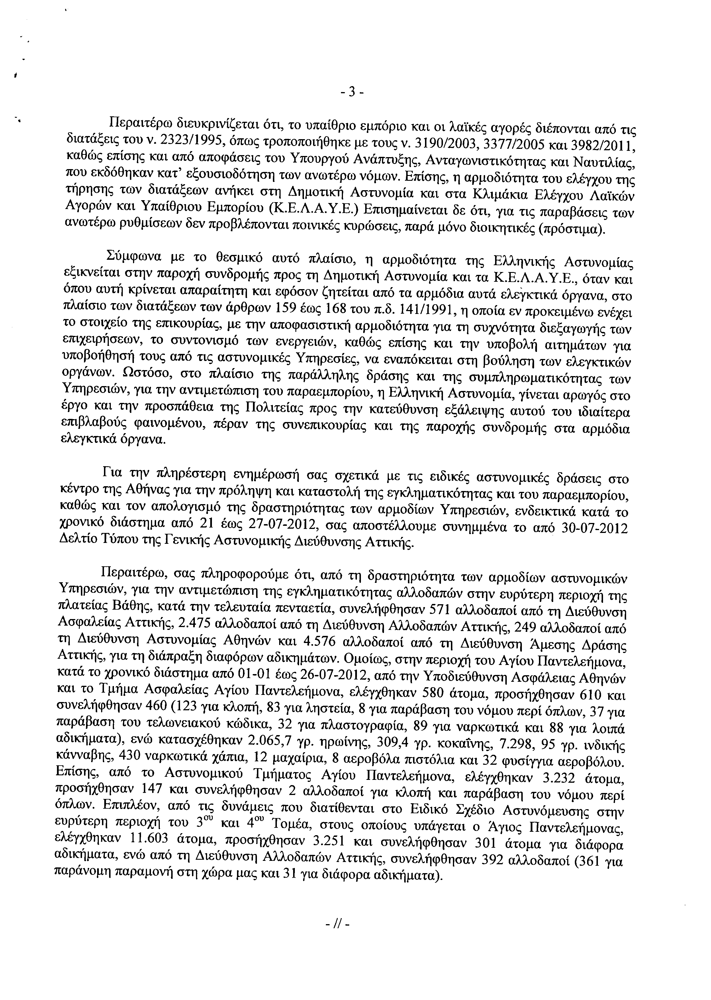 - 3 -
Περαιτέρω διευκρινίζεται ότι, το υπαίθριο εμπόριο και οι λαϊκές αγορές διέπονται από τις
διατάξεις του ν. 2323/1995, όπως τροποποιήθηκε με τους ν. 3190/2003, 3377/2005 και 3982/2011,
καθώς επίσης και από αποφάσεις του Υπουργού Ανάπτυξης, Ανταγωνιστικότητας και Ναυτιλίας,
που εκδόθηκαν κατ’ εξουσιοδότηση των ανωτέρω νόμων. Επίσης, η αρμοδιότητα του ελέγχου της
τήρησης των διατάξεων ανήκει στη Δημοτική Αστυνομία και στα Κλιμάκια Ελέγχου Λαϊκών
Αγορών και Υπαίθριου Εμπορίου (Κ.Ε.Λ.Α.Υ.Ε.) Επισημαίνεται δε ότι, για τις παραβάσεις των
ανωτέρω ρυθμίσεων δεν προβλέπονται ποινικές κυρώσεις, παρά μόνο διοικητικές (πρόστιμα).
Σύμφωνα με το θεσμικό αυτό πλαίσιο, η αρμοδιότητα της Ελληνικής Αστυνομίας
εξικνείται στην παροχή συνδρομής προς τη Δημοτική Αστυνομία και τα Κ.Ε.Λ.Α.Υ.Ε., όταν και
όπου αυτή κρίνεται απαραίτητη και εφόσον ζητείται από τα αρμόδια αυτά ελεγκτικά όργανα, στο
πλαίσιο των διατάξεων των άρθρων 159 έως 168 του π.δ. 141/1991, η οποία εν προκειμένω ενέχει
το στοιχείο της επικουρίας, με την αποφασιστική αρμοδιότητα για τη συχνότητα διεξαγωγής των
επιχειρήσεων, το συντονισμό των ενεργειών, καθώς επίσης και την υποβολή αιτημάτων για
υποβοήθησή τους από τις αστυνομικές Υπηρεσίες, να εναπόκειται στη βούληση των ελεγκτικών
οργάνων. Ωστόσο, στο πλαίσιο της παράλληλης δράσης και της συμπληρωματικότητας των
Υπηρεσιών, για την αντιμετώπιση του παραεμπορίου, η Ελληνική Αστυνομία, γίνεται αρωγός στο
έργο και την προσπάθεια της Πολιτείας προς την κατεύθυνση εξάλειψης αυτού του ιδιαίτερα
επιβλαβούς φαινομένου, πέραν της συνεπικουρίας και της παροχής συνδρομής στα αρμόδια
ελεγκτικά όργανα.
Για την πληρέστερη ενημέρωσή σας σχετικά με τις ειδικές αστυνομικές δράσεις στο
κέντρο της Αθήνας για την πρόληψη και καταστολή της εγκληματικότητας και του παραεμπορίου,
καθώς και τον απολογισμό της δραστηριότητας των αρμοδίων Υπηρεσιών, ενδεικτικά κατά το
χρονικό διάστημα από 21 έως 27-07-2012, σας αποστέλλουμε συνημμένα το από 30-07-2012
Δελτίο Τύπου της Γενικής Αστυνομικής Διεύθυνσης Αττικής.
Περαιτέρω, σας πληροφορούμε ότι, από τη δραστηριότητα των αρμοδίων αστυνομικών
Υπηρεσιών, για την αντιμετώπιση της εγκληματικότητας αλλοδαπών στην ευρύτερη περιοχή της
πλατείας Βάθης, κατά την τελευταία πενταετία, συνελήφθησαν 571 αλλοδαποί από τη Διεύθυνση
Ασφαλείας Αττικής, 2.475 αλλοδαποί από τη Διεύθυνση Αλλοδαπών Αττικής, 249 αλλοδαποί από
τη Διεύθυνση Αστυνομίας Αθηνών και 4.576 αλλοδαποί από τη Διεύθυνση Άμεσης Δράσης
Αττικής, για τη διάπραξη διαφόρων αδικημάτων. Ομοίως, στην περιοχή του Αγίου Παντελεήμονα,
κατά το χρονικό διάστημα από 01-01 έως 26-07-2012, από την Υποδιεύθυνση Ασφάλειας Αθηνών
και το Τμήμα Ασφαλείας Αγίου Παντελεήμονα, ελέγχθηκαν 580 άτομα, προσήχθησαν 610 και
συνελήφθησαν 460 (123 για κλοπή, 83 για ληστεία, 8 για παράβαση του νόμου περί όπλων, 37 για
παράβαση του τελωνειακού κώδικα, 32 για πλαστογραφία, 89 για ναρκωτικά και 88 για λοιπά
αδικήματα), ενώ κατασχέθηκαν 2.065,7 γρ. ηρωίνης, 309,4 γρ. κοκαΐνης, 7.298, 95 γρ. ινδικής
κάνναβης, 430 ναρκωτικά χάπια, 12 μαχαίρια, 8 αεροβόλα πιστόλια και 32 φυσίγγια αεροβόλου.
Επίσης, από το Αστυνομικού Τμήματος Αγίου Παντελεήμονα, ελέγχθηκαν 3.232 άτομα,
προσήχθησαν 147 και συνελήφθησαν 2 αλλοδαποί για κλοπή και παράβαση του νόμου περί
όπλων. Επιπλέον, από τις δυνάμεις που διατίθενται στο Ειδικό Σχέδιο Αστυνόμευσης στην
ευρύτερη περιοχή του 3ου και 4ου Τομέα, στους οποίους υπάγεται ο Άγιος Παντελεήμονας,
ελέγχθηκαν 11.603 άτομα, προσήχθησαν 3.251 και συνελήφθησαν 301 άτομα για διάφορα
αδικήματα, ενώ από τη Διεύθυνση Αλλοδαπών Αττικής, συνελήφθησαν 392 αλλοδαποί (361 για
παράνομη παραμονή στη χώρα μας και 31 για διάφορα αδικήματα).
- // -